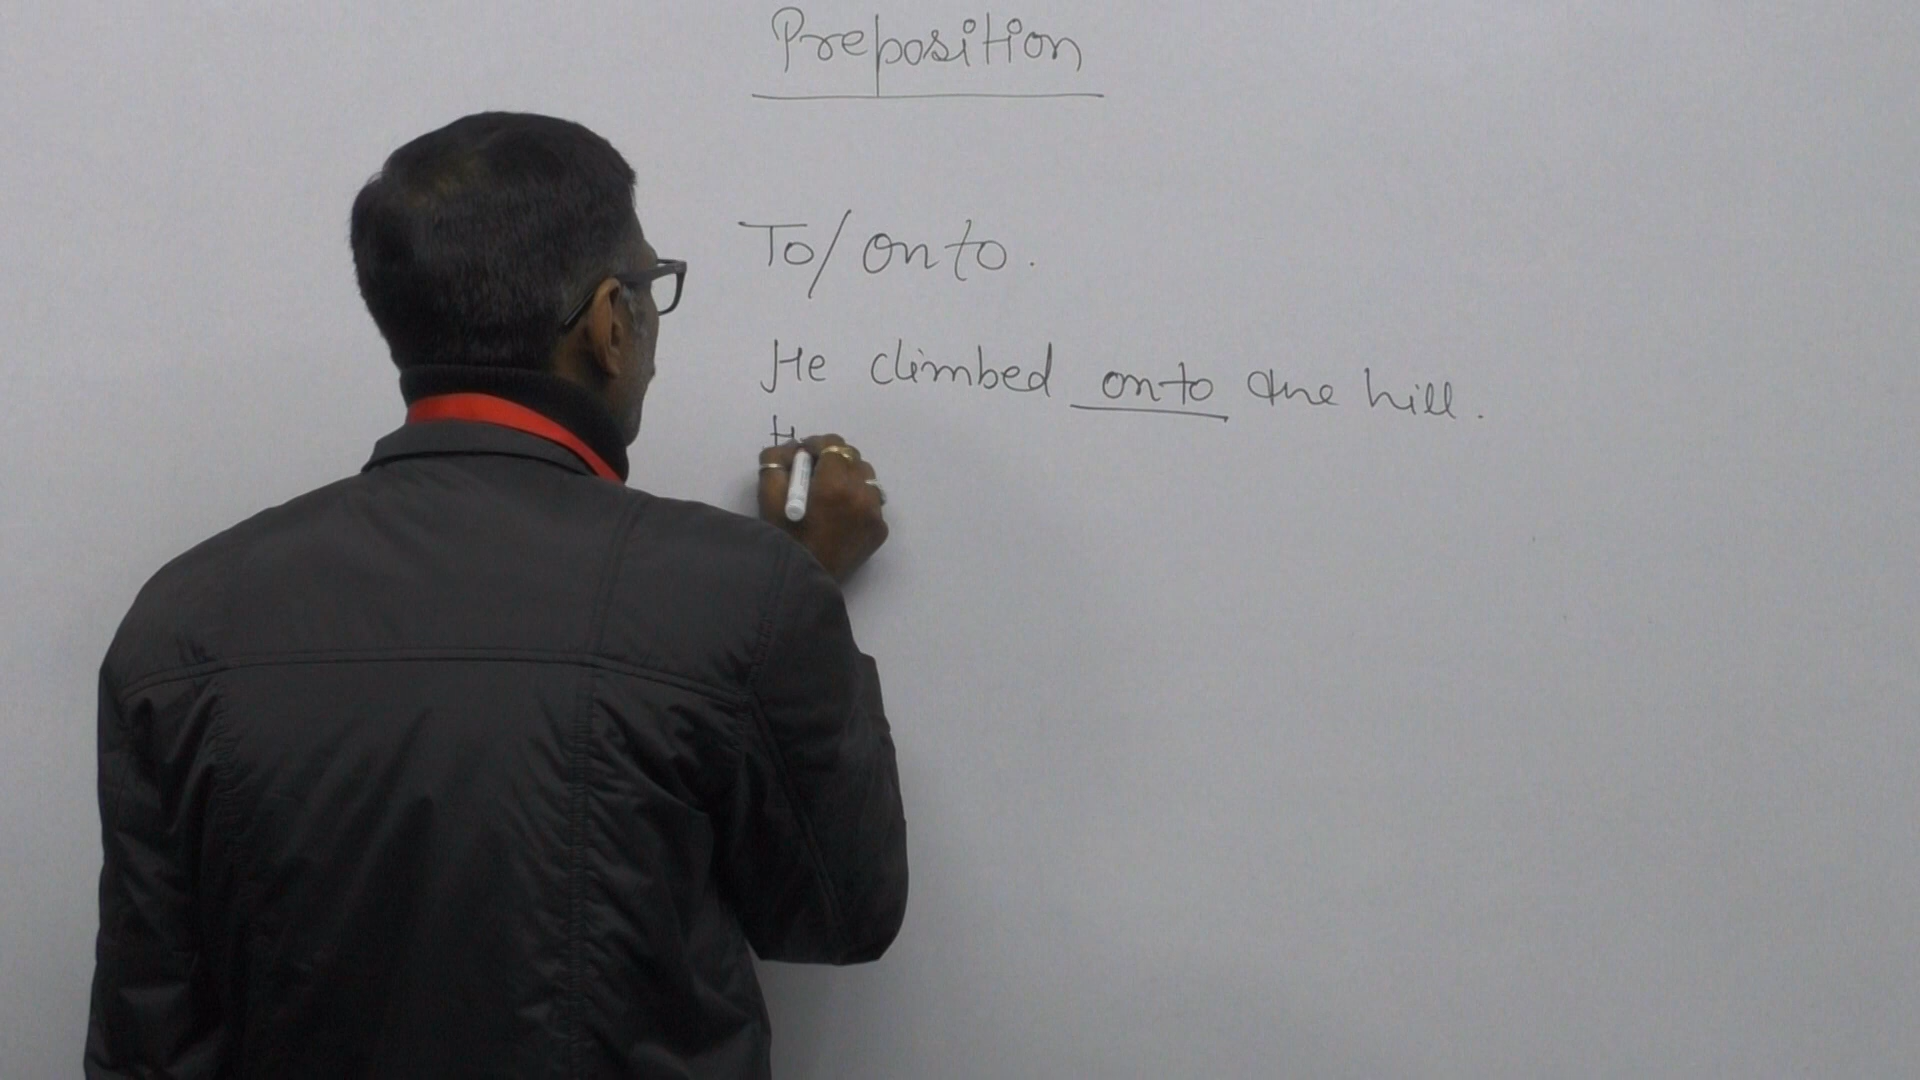 Preposition
To/onto.
He climbed onto the hill.
H